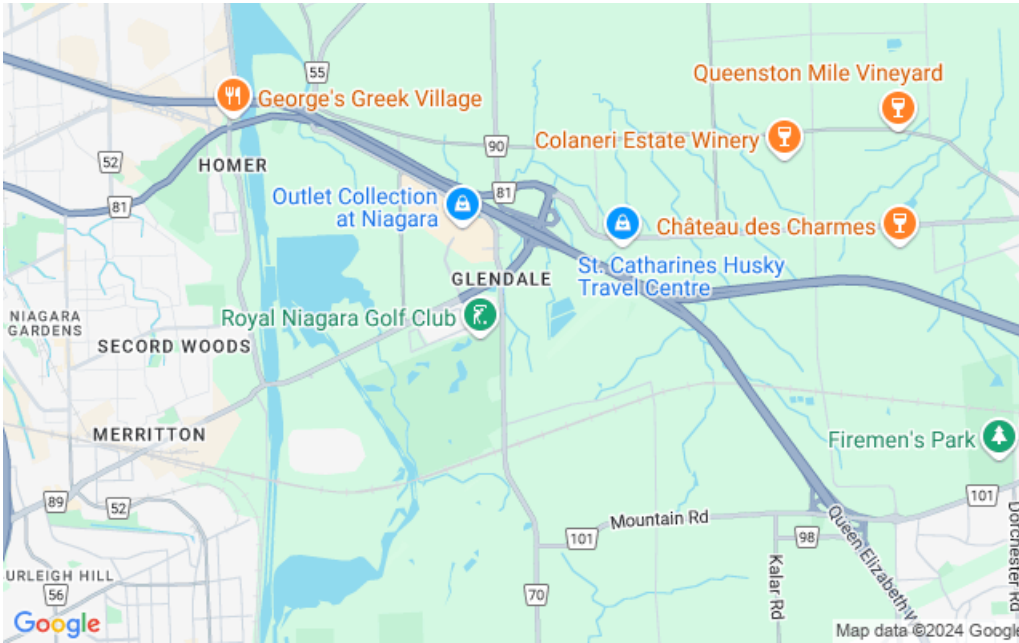 55
Queenston Mile Vineyard
George's Greek Village
90
Colaneri Estate Winery
52
HOMER
81
Outlet Collection
at Niagara
81
Château des Charmes
St. Catharines Husky
Travel Centre
GLENDALE
NIAGARA
GARDENS
Royal Niagara Golf Club
SECORD WOODS
MERRITTON
Firemen's Park
89
52
101
Mountain Rd
101
98
Queen Elizabeth W
Dorchester Rd
Kalar Rd
URLEIGH HILL
56
70
Google
Map data ©2024 Google